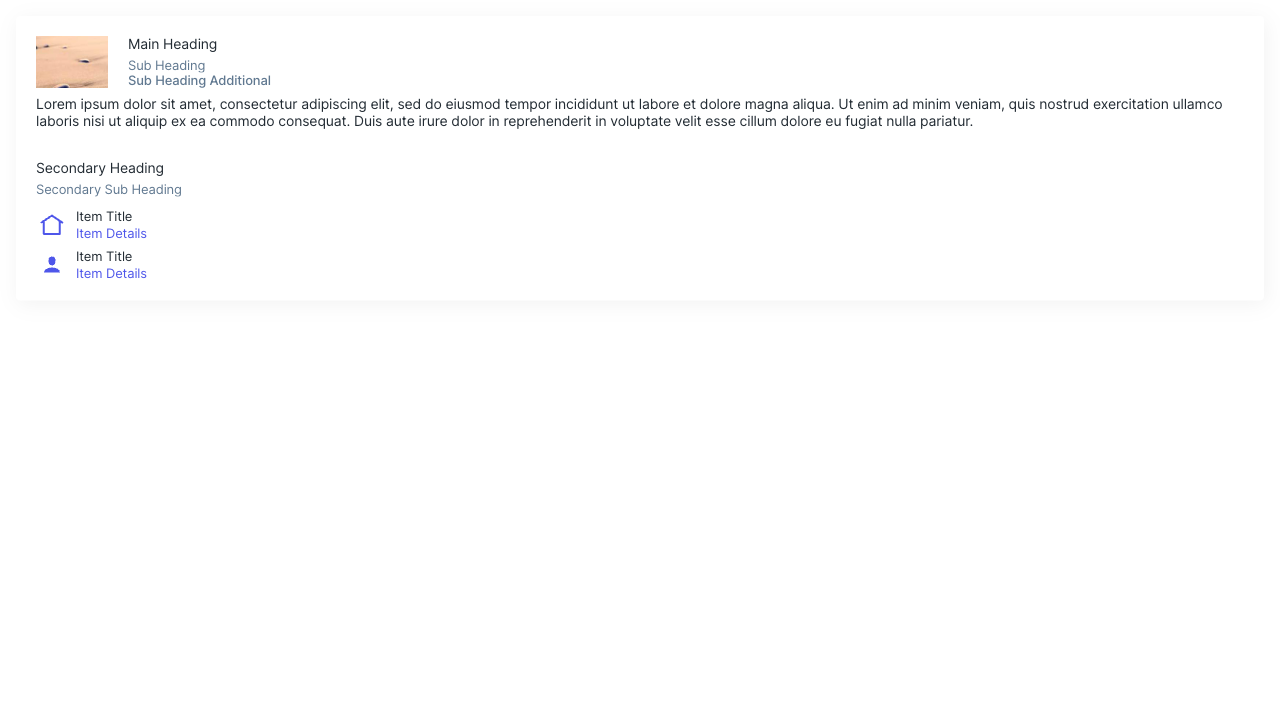 Main Heading
Sub Heading
Sub Heading Additional
Lorem ipsum dolor sit amet, consectetur adipiscing elit, sed do eiusmod tempor incididunt ut labore et dolore magna aliqua. Ut enim ad minim veniam, quis nostrud exercitation ullamco
laboris nisi ut aliquip ex ea commodo consequat. Duis aute irure dolor in reprehenderit in voluptate velit esse cillum dolore eu fugiat nulla pariatur.
Secondary Heading
Secondary Sub Heading
Item Title
Item Details
Item Title
Item Details